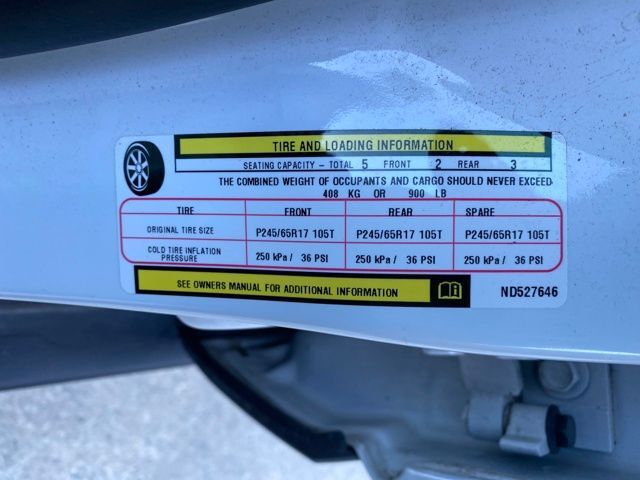 TIRE AND LOADING INFORMATION
SEATING CAPACITY - TOTAL 5 FRONT 2 REAR 3
THE COMBINED WEIGHT OF OCCUPANTS AND CARGO SHOULD NEVER EXCEED
408 KG OR 900 LB
TIRE FRONT REAR SPARE
ORIGINAL TIRE SIZE P245/65R17 105T P245/65R17 105T P245/65R17 105T
COLD TIRE INFLATION
PRESSURE 250 kPa / 36 PSI 250 kPa / 36 PSI 250 kPa / 36 PSI
SEE OWNERS MANUAL FOR ADDITIONAL INFORMATION ND527646